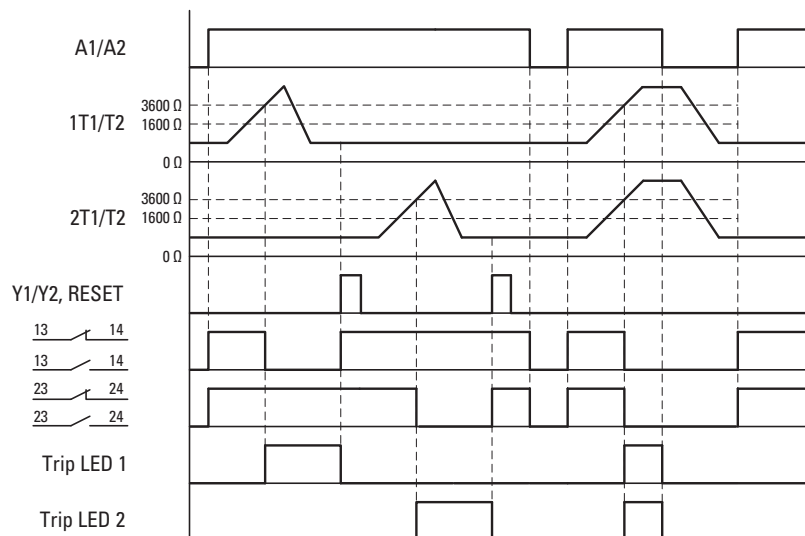 A1/A2
3600 Ω
1T1/T2
1600 Ω
0 Ω
3600 Ω
2T1/T2
1600 Ω
0 Ω
Y1/Y2, RESET
13 14
13 14
23 24
23 24
Trip LED 1
Trip LED 2